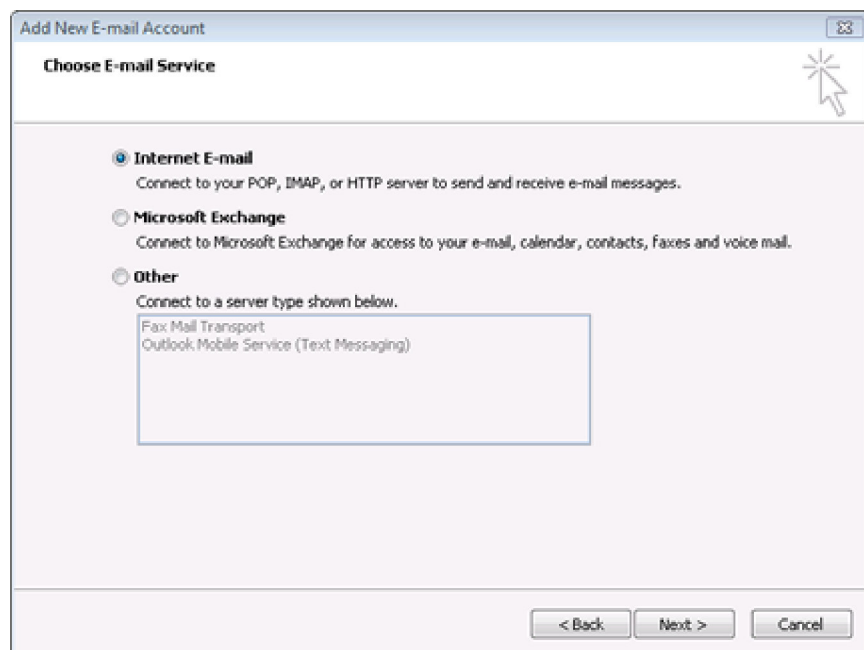 Add New E-mail Account
Choose E-mail Service
Internet E-mail
Connect to your POP, IMAP, or HTTP server to send and receive e-mail messages.
Microsoft Exchange
Connect to Microsoft Exchange for access to your e-mail, calendar, contacts, faxes and voice mail.
Other
Connect to a server type shown below.
Fax Mail Transport
Outlook Mobile Service (Text Messaging)
< Back Next > Cancel